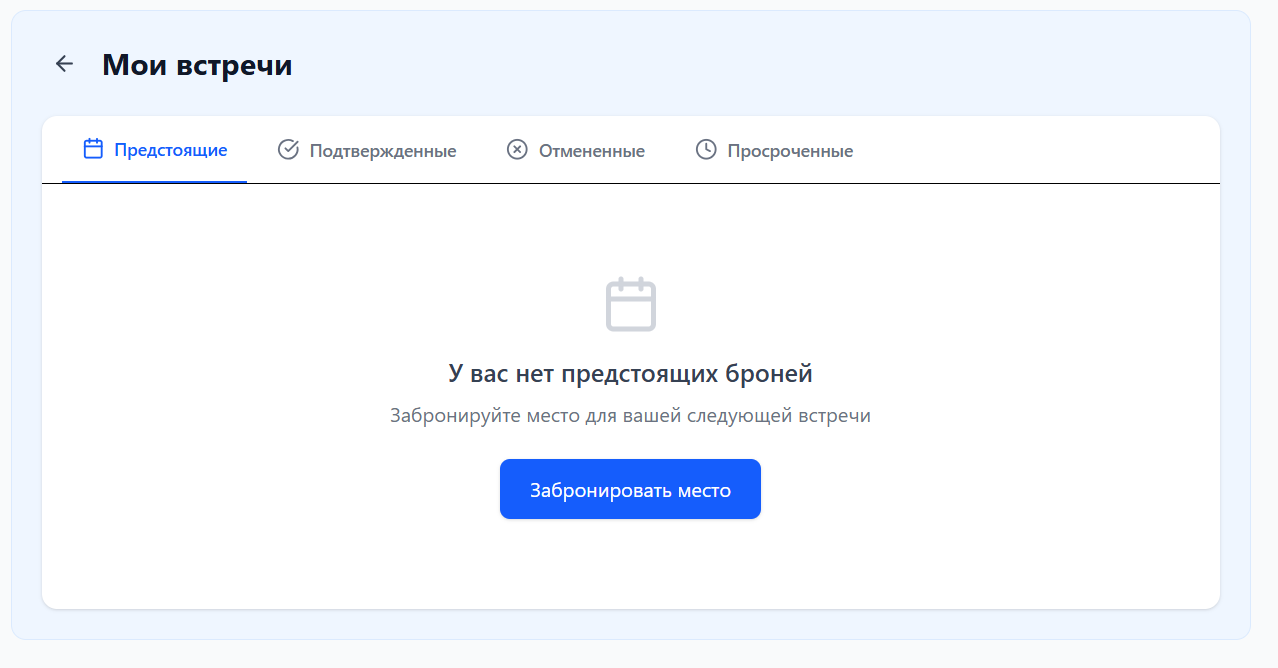 Мои встречи
Предстоящие
Подтвержденные
Отмененные
Просроченные
У вас нет предстоящих броней
Забронируйте место для вашей следующей встречи
Забронировать место